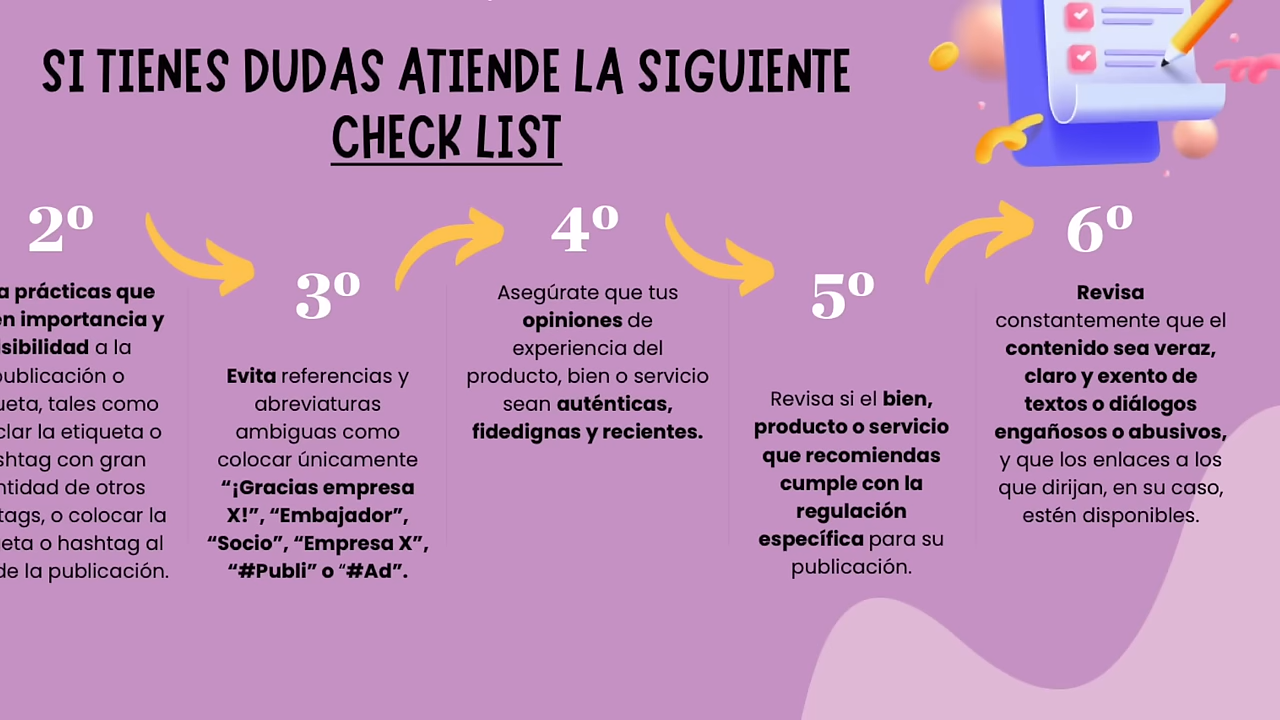 SI TIENES DUDAS ATIENDE LA SIGUIENTE
CHECK LIST
2º
a prácticas que
en importancia y
sibilidad a la
publicación o
ueta, tales como
clar la etiqueta o
shtag con gran
ntidad de otros
tags, o colocar la
eta o hashtag al
de la publicación.
3º
Evita referencias y
abreviaturas
ambiguas como
colocar únicamente
“¡Gracias empresa
X!”, “Embajador”,
“Socio”, “Empresa X”,
“#Publi” o “#Ad”.
4º
Asegúrate que tus
opiniones de
experiencia del
producto, bien o servicio
sean auténticas,
fidedignas y recientes.
5º
Revisa si el bien,
producto o servicio
que recomiendas
cumple con la
regulación
específica para su
publicación.
6º
Revisa
constantemente que el
contenido sea veraz,
claro y exento de
textos o diálogos
engañosos o abusivos,
y que los enlaces a los
que dirijan, en su caso,
estén disponibles.